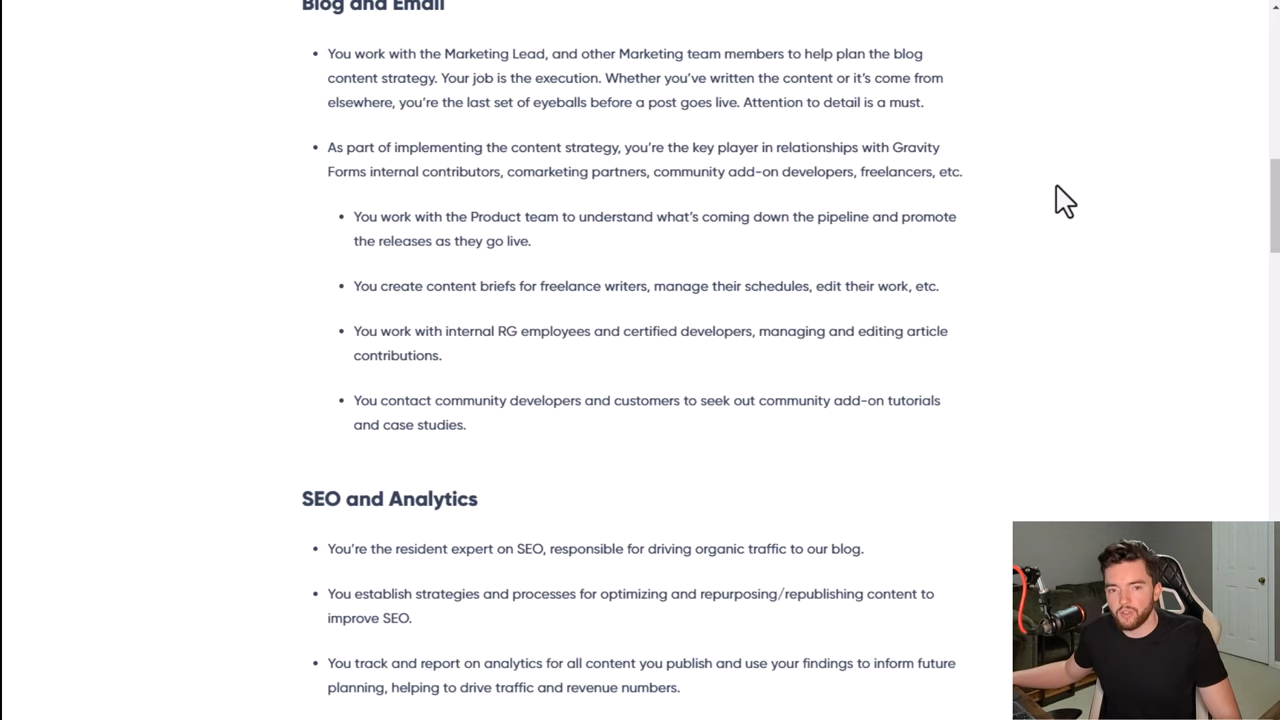 Blog and Email
You work with the Marketing Lead, and other Marketing team members to help plan the blog
content strategy. Your job is the execution. Whether you’ve written the content or it’s come from
elsewhere, you’re the last set of eyeballs before a post goes live. Attention to detail is a must.
As part of implementing the content strategy, you’re the key player in relationships with Gravity
Forms internal contributors, comarketing partners, community add-on developers, freelancers, etc.
You work with the Product team to understand what’s coming down the pipeline and promote
the releases as they go live.
You create content briefs for freelance writers, manage their schedules, edit their work, etc.
You work with internal RG employees and certified developers, managing and editing article
contributions.
You contact community developers and customers to seek out community add-on tutorials
and case studies.
SEO and Analytics
You’re the resident expert on SEO, responsible for driving organic traffic to our blog.
You establish strategies and processes for optimizing and repurposing/republishing content to
improve SEO.
You track and report on analytics for all content you publish and use your findings to inform future
planning, helping to drive traffic and revenue numbers.